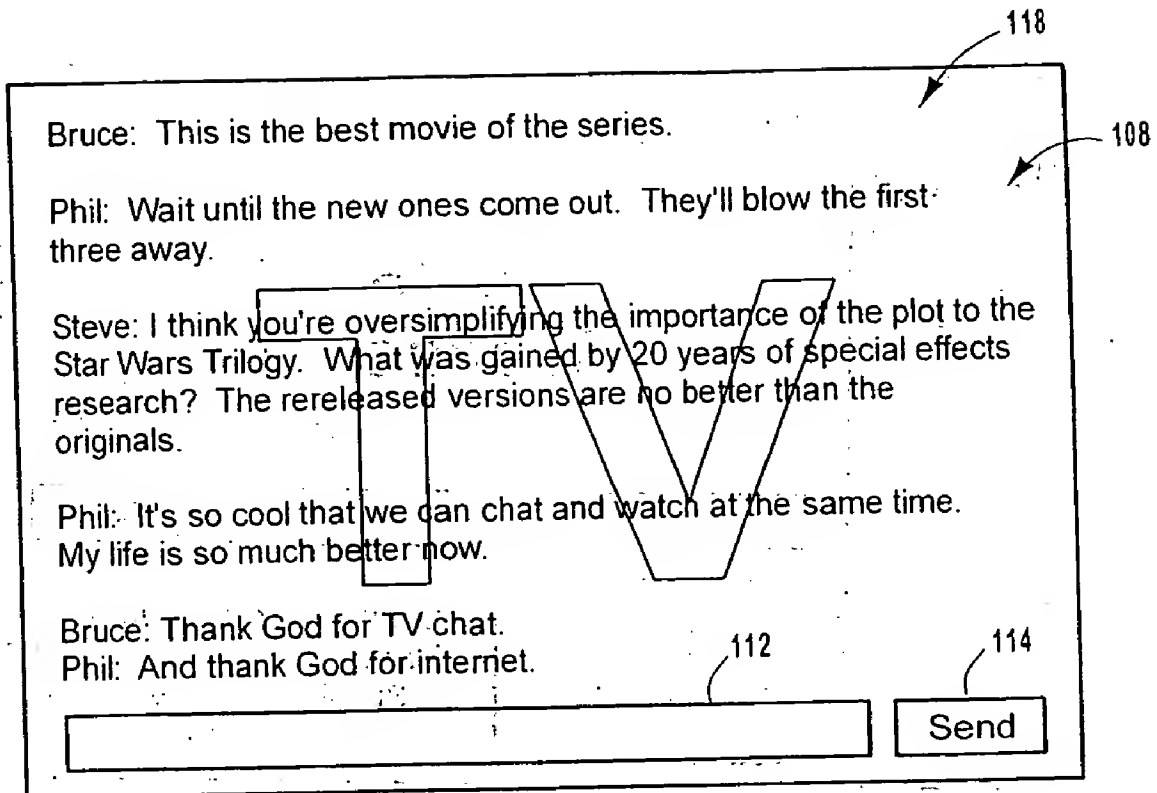 118
108
Bruce: This is the best movie of the series.
Phil: Wait until the new ones come out. They'll blow the first
three away.
TV
Steve: I think you're oversimplifying the importance of the plot to the
Star Wars Trilogy. What was gained by 20 years of special effects
research? The rereleased versions are no better than the
originals.
Phil: It's so cool that we can chat and watch at the same time.
My life is so much better now.
Bruce: Thank God for TV chat.
Phil: And thank God for internet.
112
114
Send